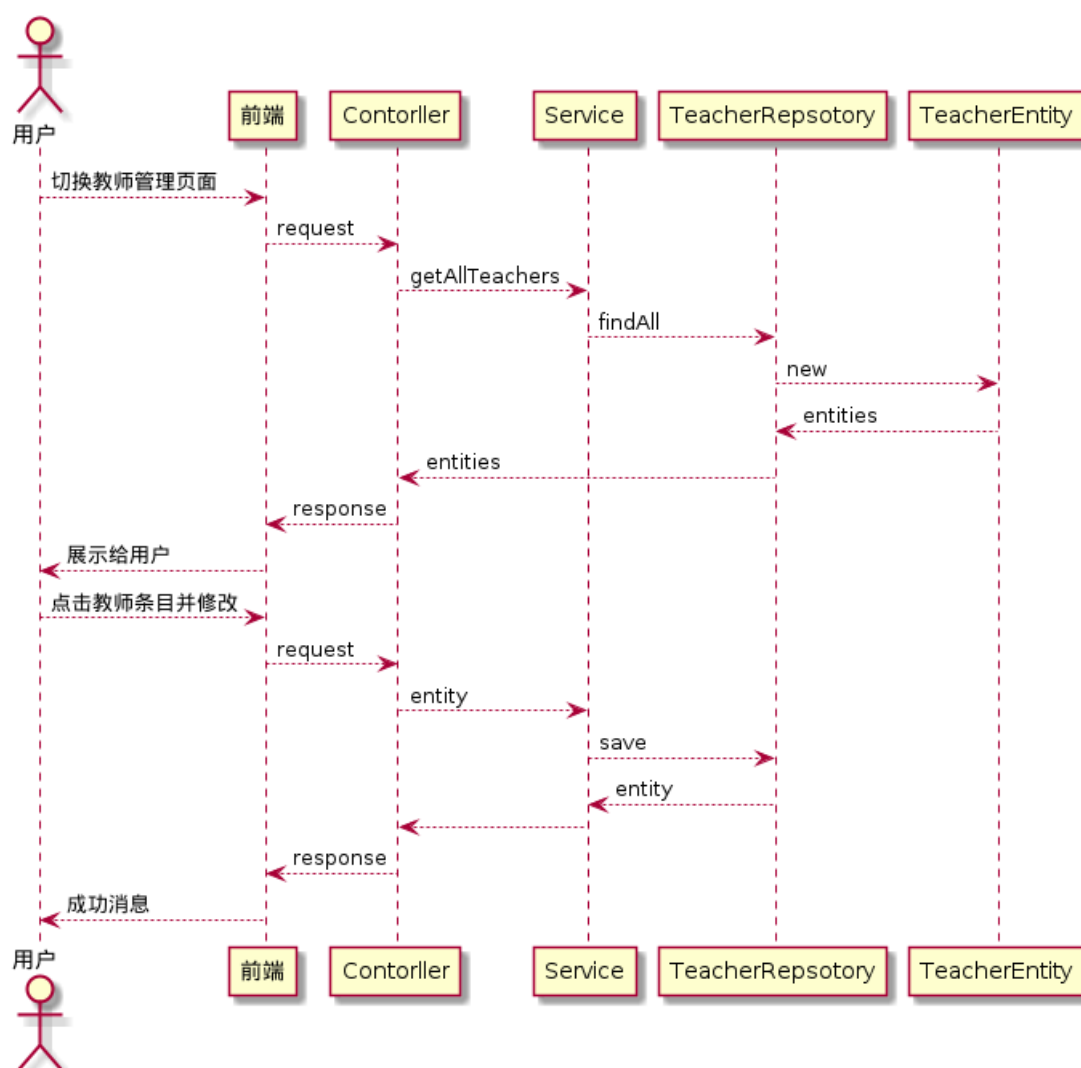 用户
前端
Contorller
Service
TeacherRepsotory
TeacherEntity
切换教师管理页面
request
getAllTeachers
findAll
new
entities
entities
response
展示给用户
点击教师条目并修改
request
entity
save
entity
response
成功消息
用户
前端
Contorller
Service
TeacherRepsotory
TeacherEntity